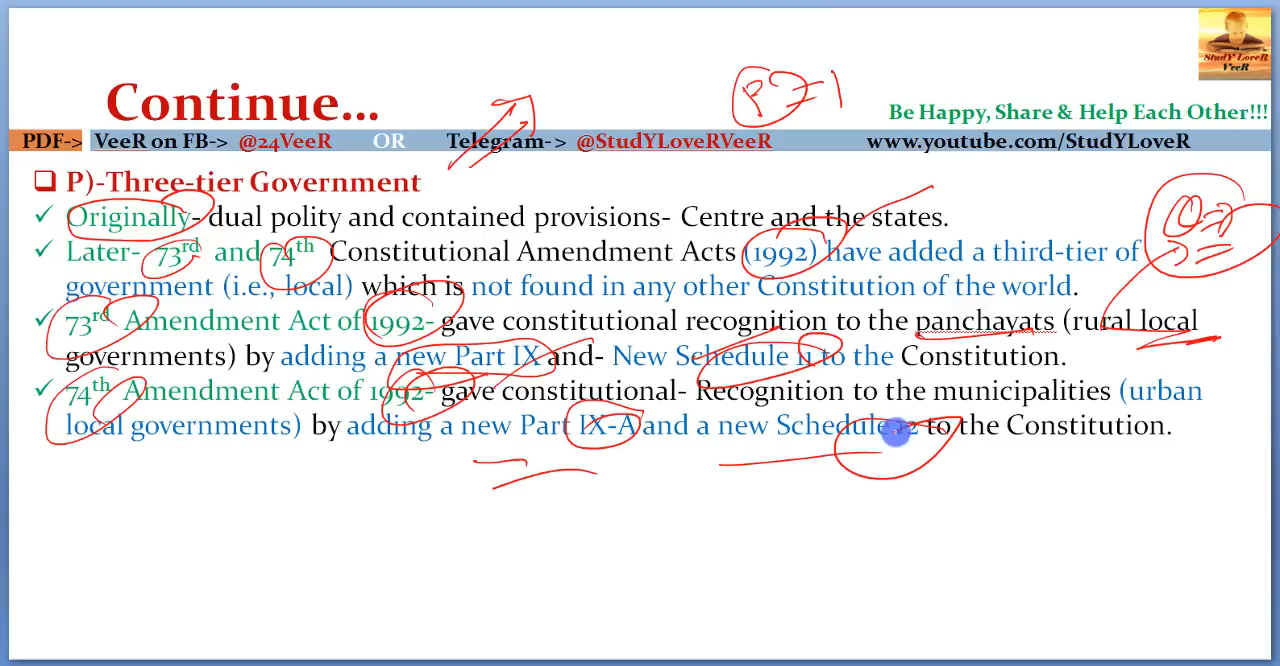 StudY LoveR
VeeR
Continue...
P = 1
Be Happy, Share & Help Each Other!!!
PDF-> VeeR on FB-> @24VeeR OR Telegram-> @StudYLoveRVeeR www.youtube.com/StudYLoveR
P)-Three-tier Government
✓ Originally- dual polity and contained provisions- Centre and the states.
✓ Later- 73rd and 74th Constitutional Amendment Acts (1992) have added a third-tier of
government (i.e., local) which is not found in any other Constitution of the world.
✓ 73rd Amendment Act of 1992- gave constitutional recognition to the panchayats (rural local
governments) by adding a new Part IX and- New Schedule 11 to the Constitution.
✓ 74th Amendment Act of 1992- gave constitutional- Recognition to the municipalities (urban
local governments) by adding a new Part IX-A and a new Schedule 12 to the Constitution.